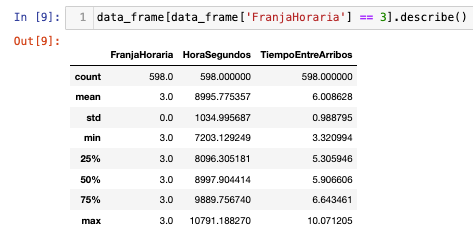 In [9]: 1 data_frame[data_frame['FranjaHoraria'] == 3].describe()
Out[9]:
FranjaHoraria HoraSegundos TiempoEntreArribos
count 598.0 598.000000 598.000000
mean 3.0 8995.775357 6.008628
std 0.0 1034.995687 0.988795
min 3.0 7203.129249 3.320994
25% 3.0 8096.305181 5.305946
50% 3.0 8997.904414 5.906606
75% 3.0 9889.756740 6.643461
max 3.0 10791.188270 10.071205